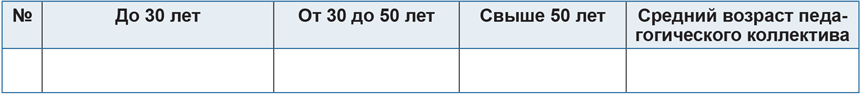 № До 30 лет От 30 до 50 лет Свыше 50 лет Средний возраст педа-
гогического коллектива